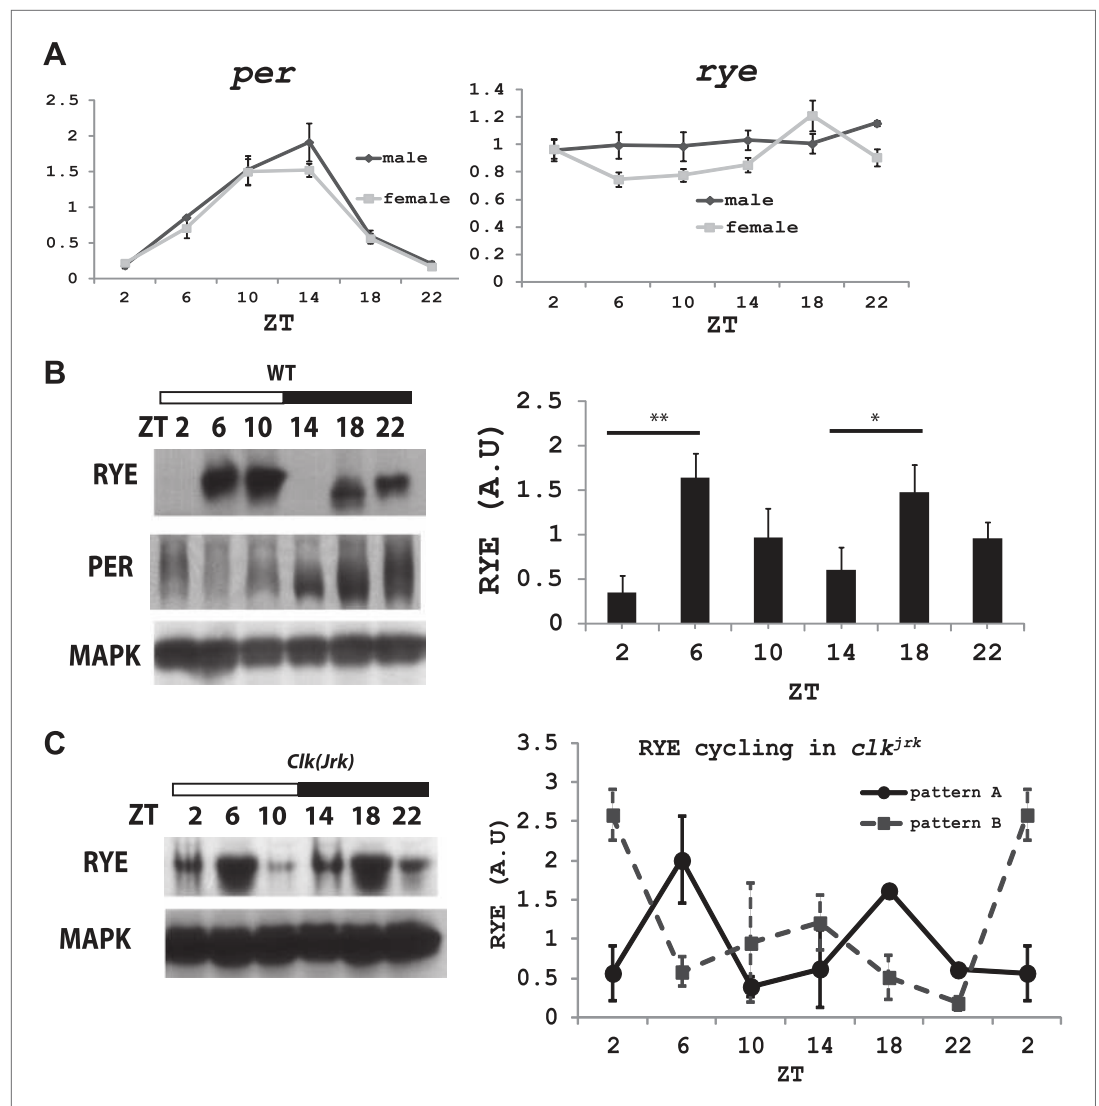 A
per
2.5
2
1.5
1
0.5
0
male
female
2 6 10 14 18 22
ZT
rye
1.4
1.2
1
0.8
0.6
0.4
0.2
0
male
female
2 6 10 14 18 22
ZT
B
WT
ZT 2 6 10 14 18 22
RYE
PER
MAPK
RYE (A.U)
2.5
2
1.5
1
0.5
0
** *
2 6 10 14 18 22
ZT
C
Clk(Jrk)
ZT 2 6 10 14 18 22
RYE
MAPK
RYE cycling in clkjrk
RYE (A.U)
3.5
3
2.5
2
1.5
1
0.5
0
pattern A
pattern B
2 6 10 14 18 22 2
ZT